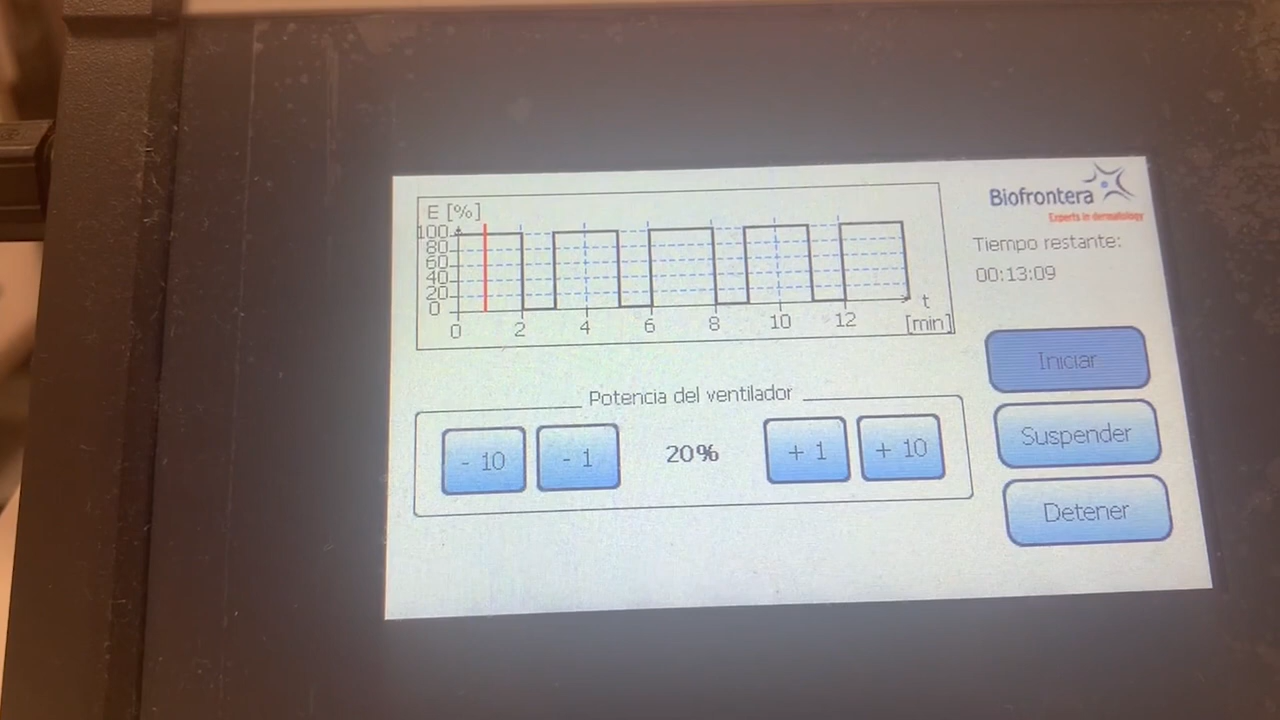 E [%]
100
80
60
40
20
0
0 2 4 6 8 10 12
t
[min]
Biofrontera
Experts in dermatology
Tiempo restante:
00:13:09
Iniciar
Suspender
Detener
Potencia del ventilador
- 10 - 1 20% + 1 + 10